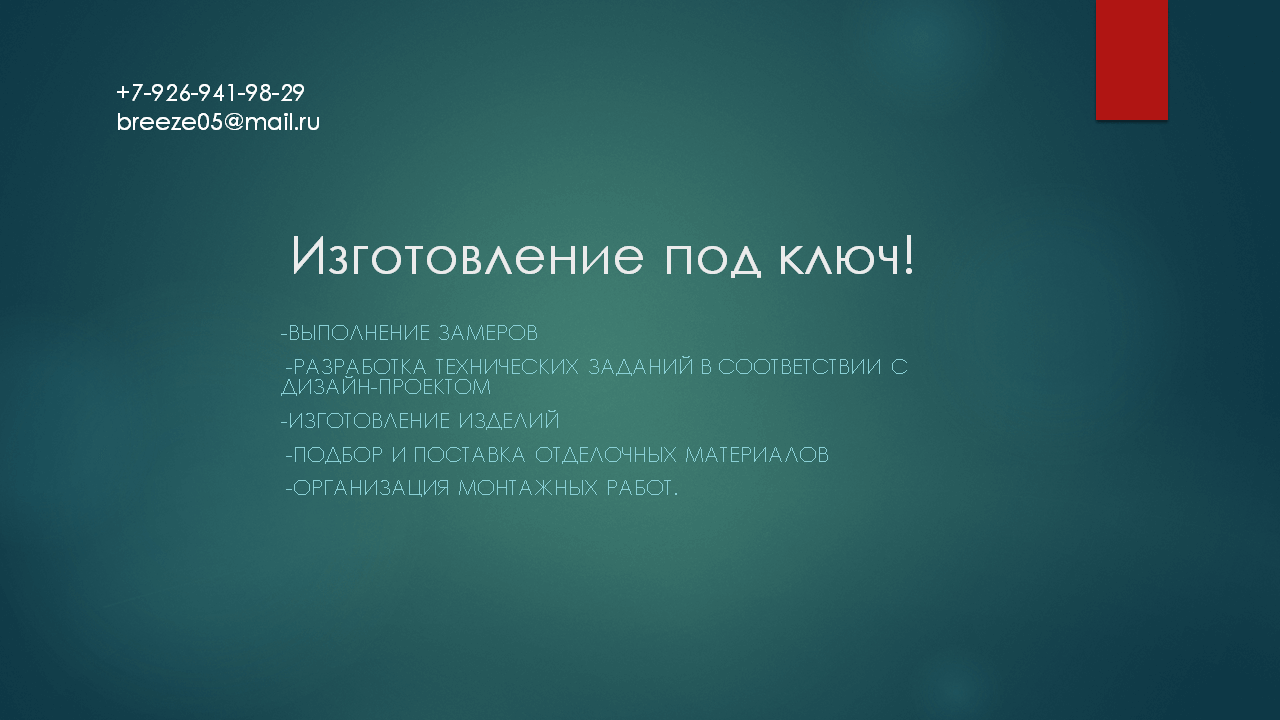 +7-926-941-98-29
breeze05@mail.ru
Изготовление под ключ!
-ВЫПОЛНЕНИЕ ЗАМЕРОВ
-РАЗРАБОТКА ТЕХНИЧЕСКИХ ЗАДАНИЙ В СООТВЕТСТВИИ С
ДИЗАЙН-ПРОЕКТОМ
-ИЗГОТОВЛЕНИЕ ИЗДЕЛИЙ
-ПОДБОР И ПОСТАВКА ОТДЕЛОЧНЫХ МАТЕРИАЛОВ
-ОРГАНИЗАЦИЯ МОНТАЖНЫХ РАБОТ.